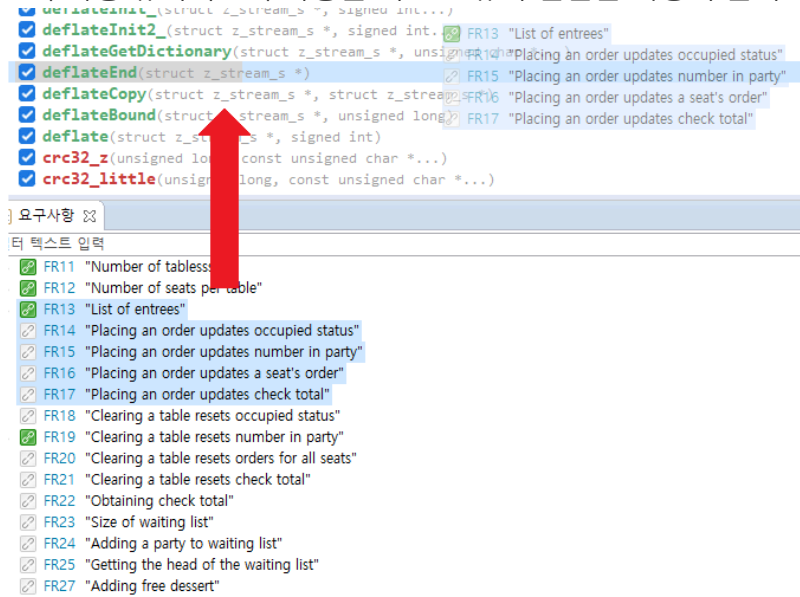 deflateInit_(struct z_stream_s *, signed int...)
deflateInit2_(struct z_stream_s *, signed int...
FR13 "List of entrees"
deflateGetDictionary(struct z_stream_s *, unsigned char *
FR14 "Placing an order updates occupied status"
deflateEnd(struct z_stream_s *)
FR15 "Placing an order updates number in party"
deflateCopy(struct z_stream_s *, struct z_stream_s *)
FR16 "Placing an order updates a seat's order"
deflateBound(struct z_stream_s *, unsigned long)
FR17 "Placing an order updates check total"
deflate(struct z_st s *, signed int)
crc32_z(unsigned lo const unsigned char *...)
crc32_little(unsign long, const unsigned char *...)
요구사항
터 텍스트 입력
FR11 "Number of tablesss
FR12 "Number of seats per table"
FR13 "List of entrees"
FR14 "Placing an order updates occupied status"
FR15 "Placing an order updates number in party"
FR16 "Placing an order updates a seat's order"
FR17 "Placing an order updates check total"
FR18 "Clearing a table resets occupied status"
FR19 "Clearing a table resets number in party"
FR20 "Clearing a table resets orders for all seats"
FR21 "Clearing a table resets check total"
FR22 "Obtaining check total"
FR23 "Size of waiting list"
FR24 "Adding a party to waiting list"
FR25 "Getting the head of the waiting list"
FR27 "Adding free dessert"